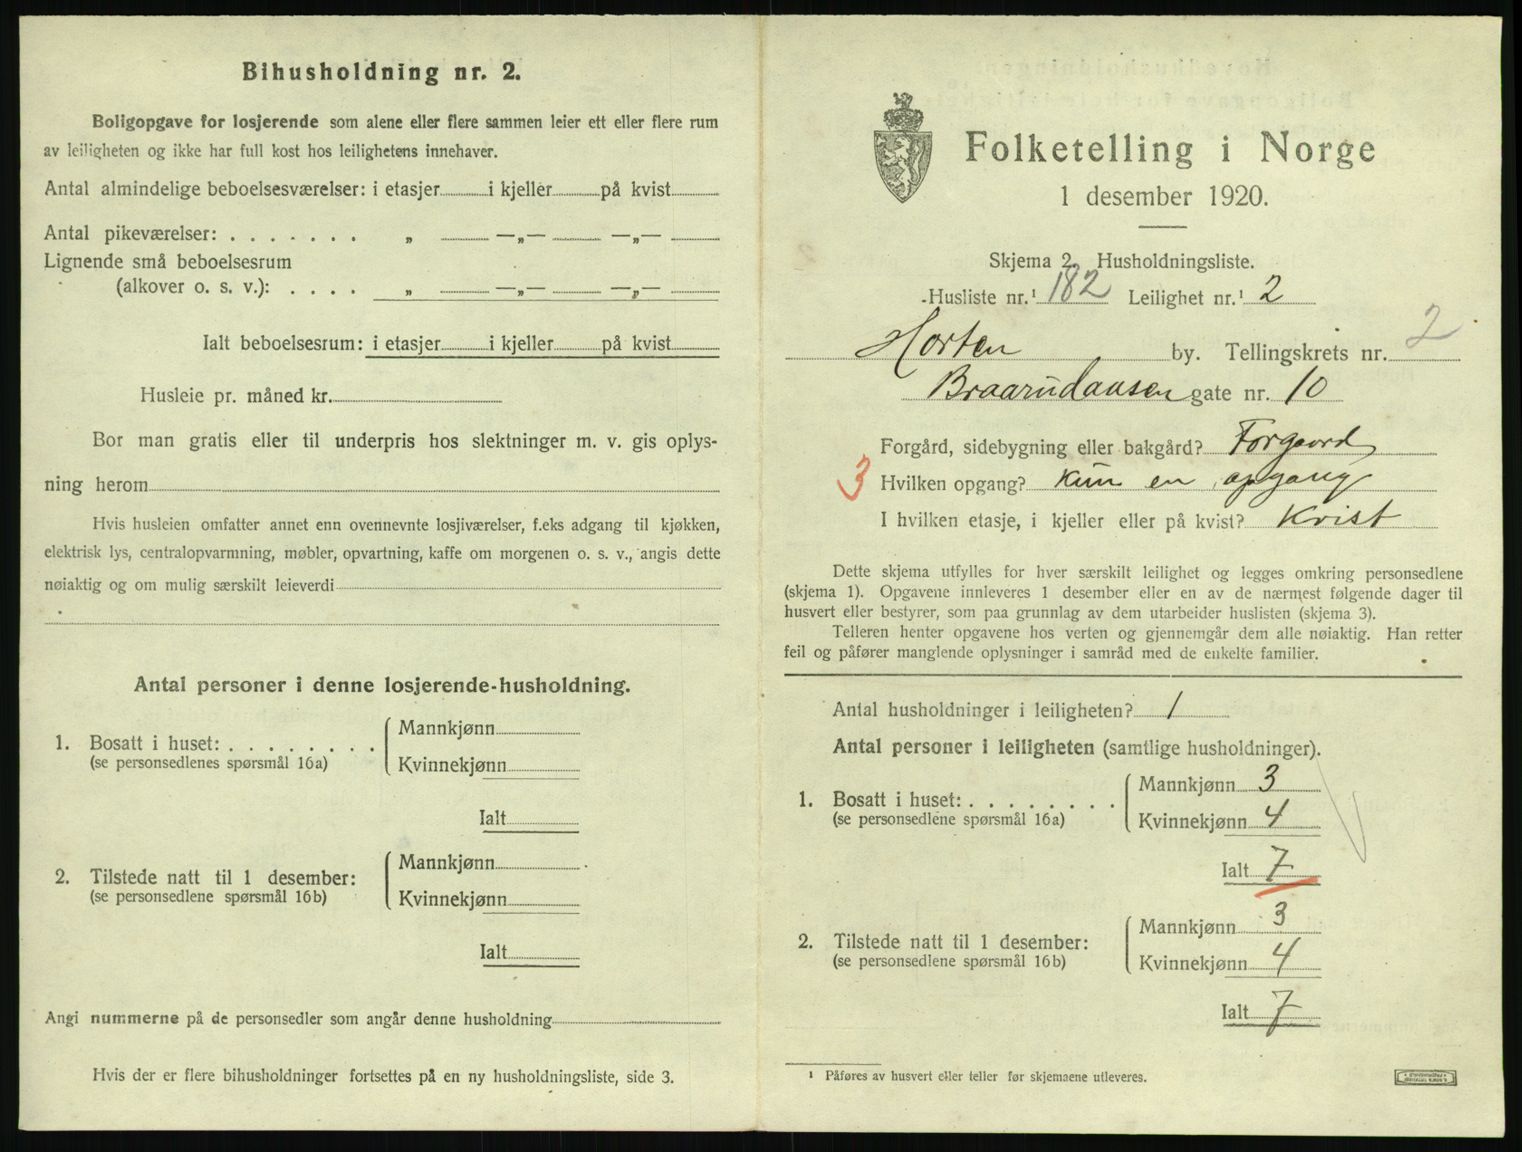 Bihusholdning nr. 2.
Boligopgave for losjerende som alene eller flere sammen leier ett eller flere rum
av leiligheten og ikke har full kost hos leilighetens innehaver.
Antal almindelige beboelsesværelser: i etasjer i kjeller på kvist
Antal pikeværelser: . . . . . . . „ —„— —„—
Lignende små beboelsesrum
(alkover o. s. v.): . . . . „ —„— —„—
Ialt beboelsesrum: i etasjer i kjeller på kvist
Husleie pr. måned kr.
Bor man gratis eller til underpris hos slektninger m. v. gis oplys-
ning herom
Hvis husleien omfatter annet enn ovennevnte losjiværelser, f.eks adgang til kjøkken,
elektrisk lys, centralopvarmning, møbler, opvartning, kaffe om morgenen o. s. v., angis dette
nøiaktig og om mulig særskilt leieverdi
Antal personer i denne losjerende-husholdning.
1. Bosatt i huset: . . . . . . . .
(se personsedlenes spørsmål 16a)
Mannkjønn
Kvinnekjønn
Ialt
2. Tilstede natt til 1 desember:
(se personsedlene spørsmål 16b)
Mannkjønn
Kvinnekjønn
Ialt
Angi nummerne på de personsedler som angår denne husholdning
Hvis der er flere bihusholdninger fortsettes på en ny husholdningsliste, side 3.
Folketelling i Norge
1 desember 1920.
Skjema 2. Husholdningsliste.
Husliste nr.¹ 182 Leilighet nr.¹ 2
Horten by. Tellingskrets nr. 2
Braarudaasen gate nr. 10
Forgård, sidebygning eller bakgård? Forgaard
3 Hvilken opgang? Kun en opgang
I hvilken etasje, i kjeller eller på kvist? Kvist
Dette skjema utfylles for hver særskilt leilighet og legges omkring personsedlene
(skjema 1). Opgavene innleveres 1 desember eller en av de nærmest følgende dager til
husvert eller bestyrer, som paa grunnlag av dem utarbeider huslisten (skjema 3).
Telleren henter opgavene hos verten og gjennemgår dem alle nøiaktig. Han retter
feil og påfører manglende oplysninger i samråd med de enkelte familier.
Antal husholdninger i leiligheten? 1
Antal personer i leiligheten (samtlige husholdninger).
1. Bosatt i huset: . . . . . . . .
(se personsedlene spørsmål 16a)
Mannkjønn 3
Kvinnekjønn 4
Ialt 7
2. Tilstede natt til 1 desember:
(se personsedlene spørsmål 16b)
Mannkjønn 3
Kvinnekjønn 4
Ialt 7
¹ Påføres av husvert eller teller før skjemaene utleveres.